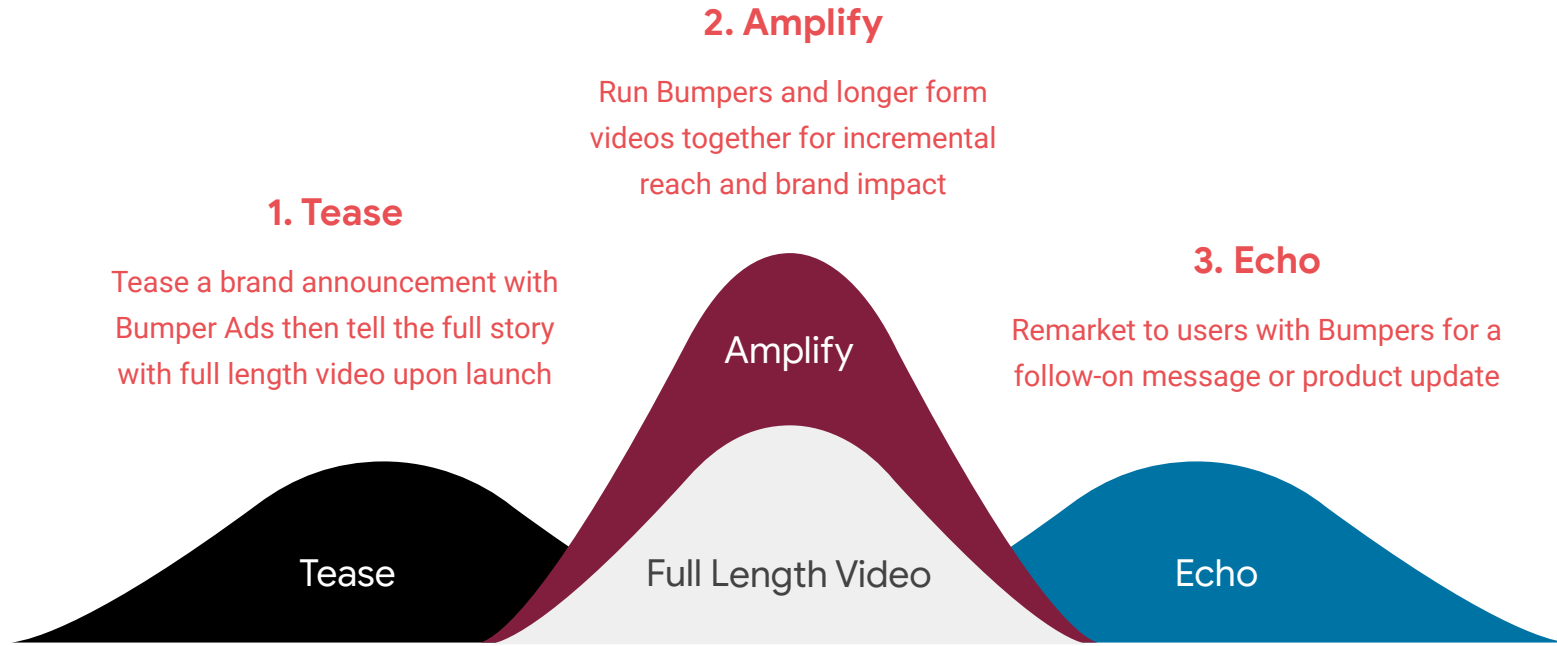 2. Amplify
Run Bumpers and longer form
videos together for incremental
reach and brand impact
1. Tease
Tease a brand announcement with
Bumper Ads then tell the full story
with full length video upon launch
3. Echo
Remarket to users with Bumpers for a
follow-on message or product update
Amplify
Tease
Full Length Video
Echo